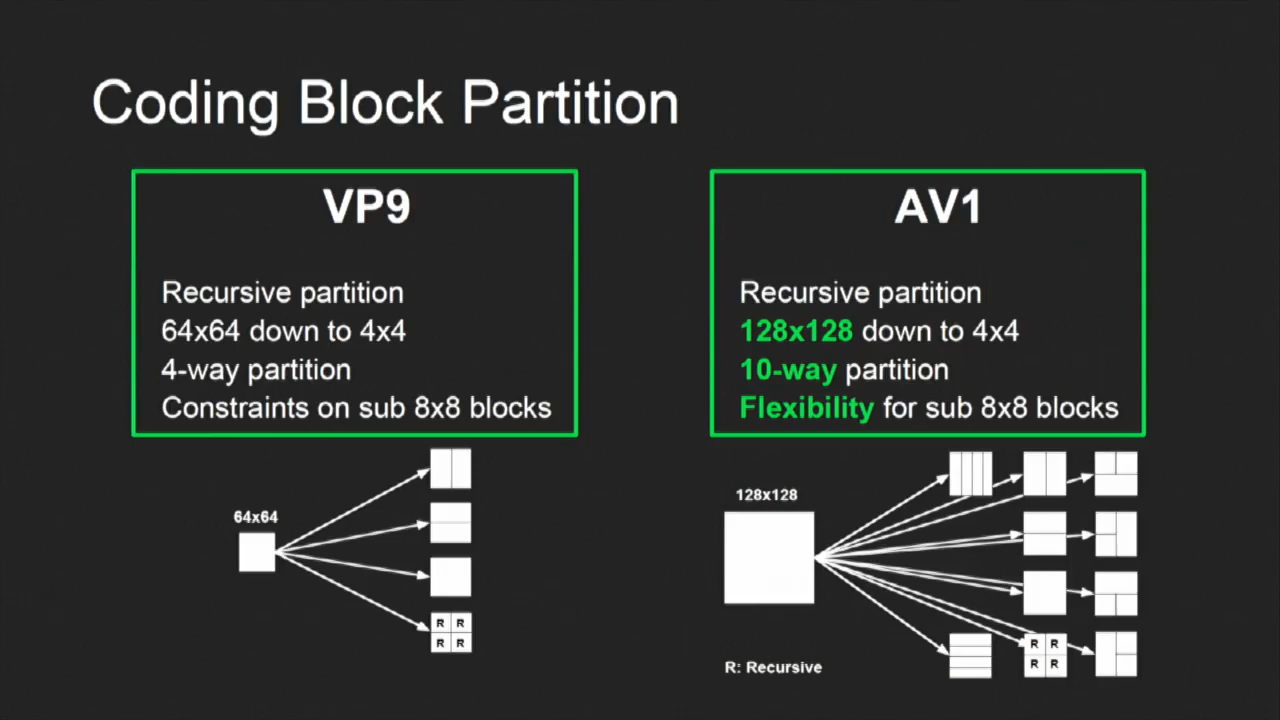 Coding Block Partition
VP9
Recursive partition
64x64 down to 4x4
4-way partition
Constraints on sub 8x8 blocks
AV1
Recursive partition
128x128 down to 4x4
10-way partition
Flexibility for sub 8x8 blocks
64x64
R R
R R
128x128
R R
R R
R: Recursive